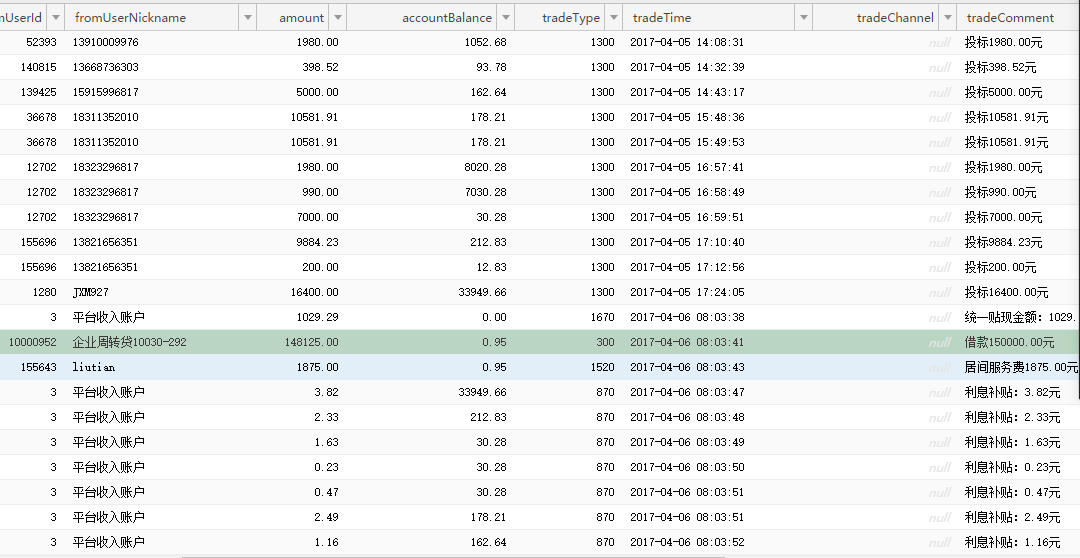 mUserId fromUserNickname amount accountBalance tradeType tradeTime tradeChannel tradeComment
52393 13910009976 1980.00 1052.68 1300 2017-04-05 14:08:31 null 投标1980.00元
140815 13668736303 398.52 93.78 1300 2017-04-05 14:32:39 null 投标398.52元
139425 15915996817 5000.00 162.64 1300 2017-04-05 14:43:17 null 投标5000.00元
36678 18311352010 10581.91 178.21 1300 2017-04-05 15:48:36 null 投标10581.91元
36678 18311352010 10581.91 178.21 1300 2017-04-05 15:49:53 null 投标10581.91元
12702 18323296817 1980.00 8020.28 1300 2017-04-05 16:57:41 null 投标1980.00元
12702 18323296817 990.00 7030.28 1300 2017-04-05 16:58:49 null 投标990.00元
12702 18323296817 7000.00 30.28 1300 2017-04-05 16:59:51 null 投标7000.00元
155696 13821656351 9884.23 212.83 1300 2017-04-05 17:10:40 null 投标9884.23元
155696 13821656351 200.00 12.83 1300 2017-04-05 17:12:56 null 投标200.00元
1280 JXM927 16400.00 33949.66 1300 2017-04-05 17:24:05 null 投标16400.00元
3 平台收入账户 1029.29 0.00 1670 2017-04-06 08:03:38 null 统一贴现金额：1029.
10000952 企业周转贷10030-292 148125.00 0.95 300 2017-04-06 08:03:41 null 借款150000.00元
155643 liutian 1875.00 0.95 1520 2017-04-06 08:03:43 null 居间服务费1875.00元
3 平台收入账户 3.82 33949.66 870 2017-04-06 08:03:47 null 利息补贴：3.82元
3 平台收入账户 2.33 212.83 870 2017-04-06 08:03:48 null 利息补贴：2.33元
3 平台收入账户 1.63 30.28 870 2017-04-06 08:03:49 null 利息补贴：1.63元
3 平台收入账户 0.23 30.28 870 2017-04-06 08:03:50 null 利息补贴：0.23元
3 平台收入账户 0.47 30.28 870 2017-04-06 08:03:51 null 利息补贴：0.47元
3 平台收入账户 2.49 178.21 870 2017-04-06 08:03:51 null 利息补贴：2.49元
3 平台收入账户 1.16 162.64 870 2017-04-06 08:03:52 null 利息补贴：1.16元